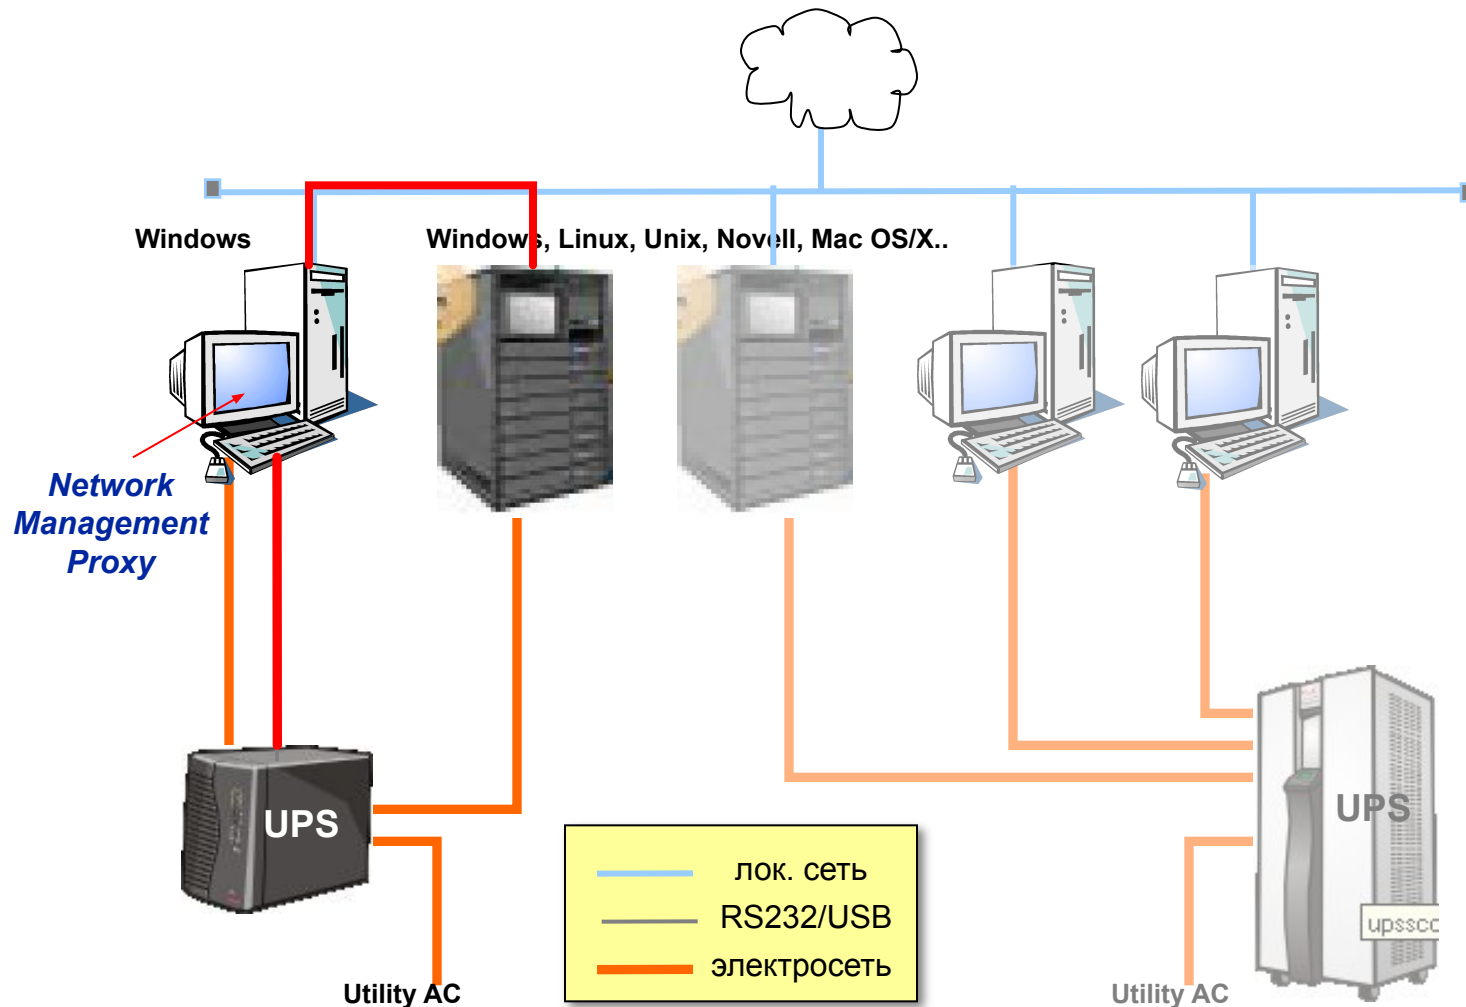 Windows
Windows, Linux, Unix, Novell, Mac OS/X..
Network
Management
Proxy
UPS
UPS
лок. сеть
RS232/USB
электросеть
Utility AC
Utility AC